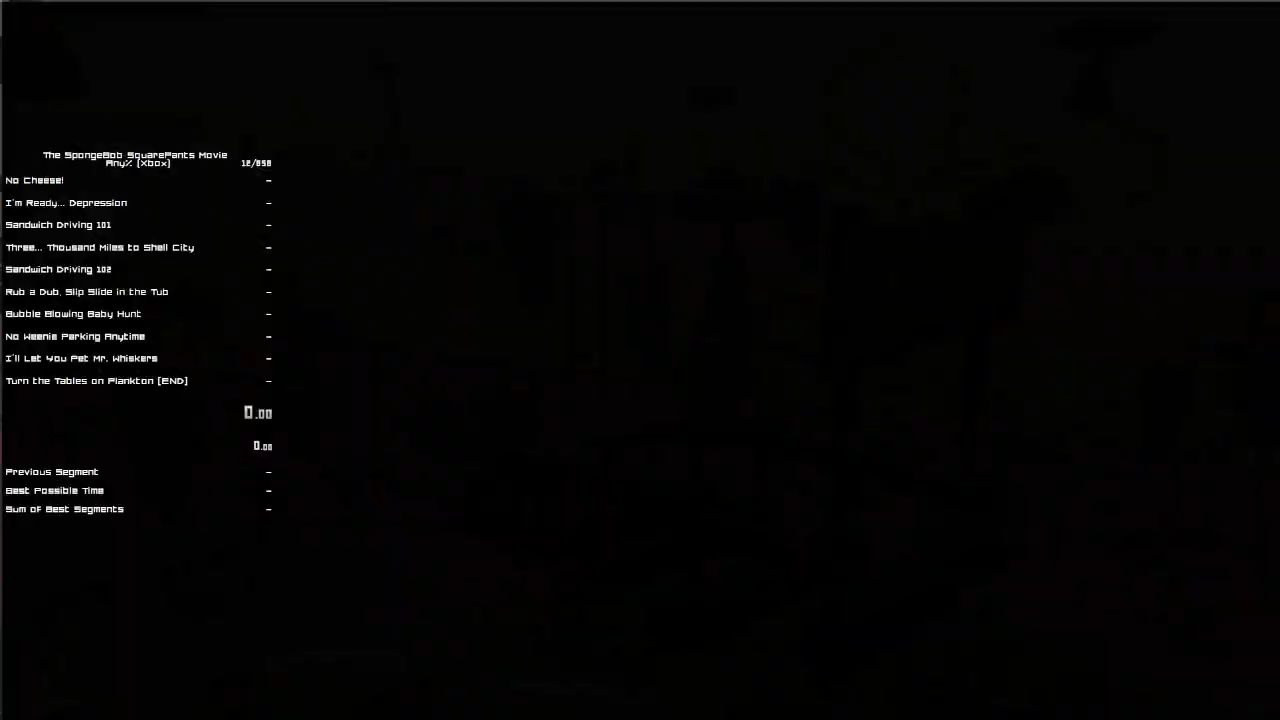 The SpongeBob SquarePants Movie
Any% (Xbox) 12/858
No Cheese! -
I'm Ready... Depression -
Sandwich Driving 101 -
Three... Thousand Miles to Shell City -
Sandwich Driving 102 -
Rub a Dub, Slip Slide in the Tub -
Bubble Blowing Baby Hunt -
No Weenie Parking Anytime -
I'll Let You Pet Mr. Whiskers -
Turn the Tables on Plankton [END] -
0.00
0.00
Previous Segment -
Best Possible Time -
Sum of Best Segments -